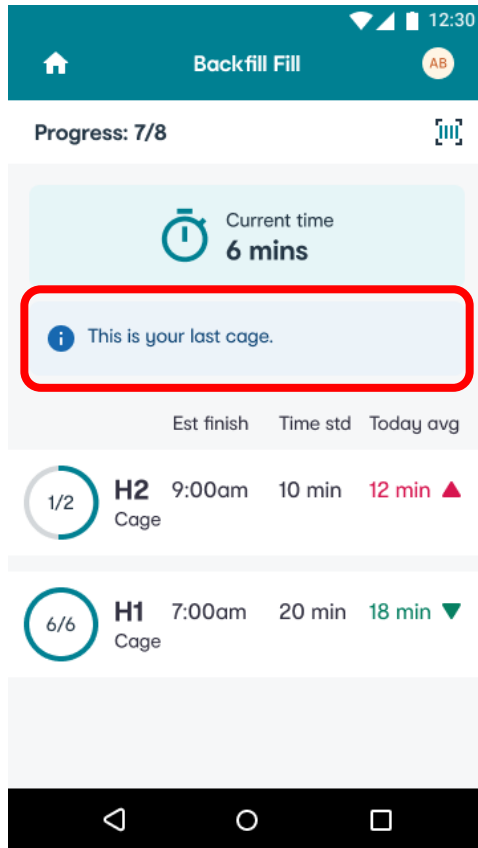 12:30
Backfill Fill
AB
Progress: 7/8
Current time
6 mins
This is your last cage.
Est finish Time std Today avg
1/2 H2 9:00am 10 min 12 min
Cage
6/6 H1 7:00am 20 min 18 min
Cage